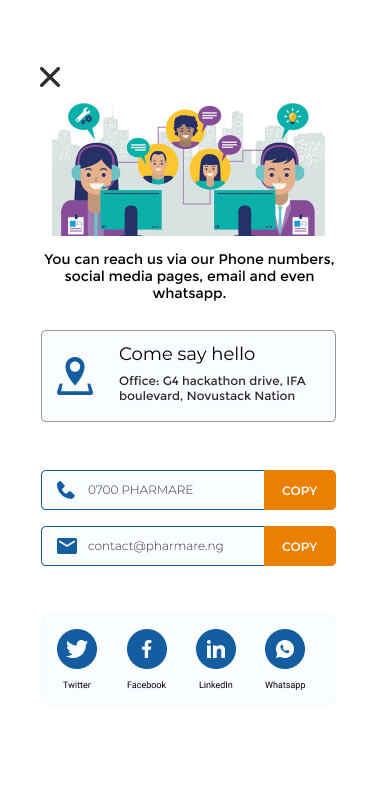 You can reach us via our Phone numbers,
social media pages, email and even
whatsapp.
Come say hello
Office: G4 hackathon drive, IFA
boulevard, Novustack Nation
0700 PHARMARE
COPY
contact@pharmare.ng
COPY
Twitter
Facebook
LinkedIn
Whatsapp